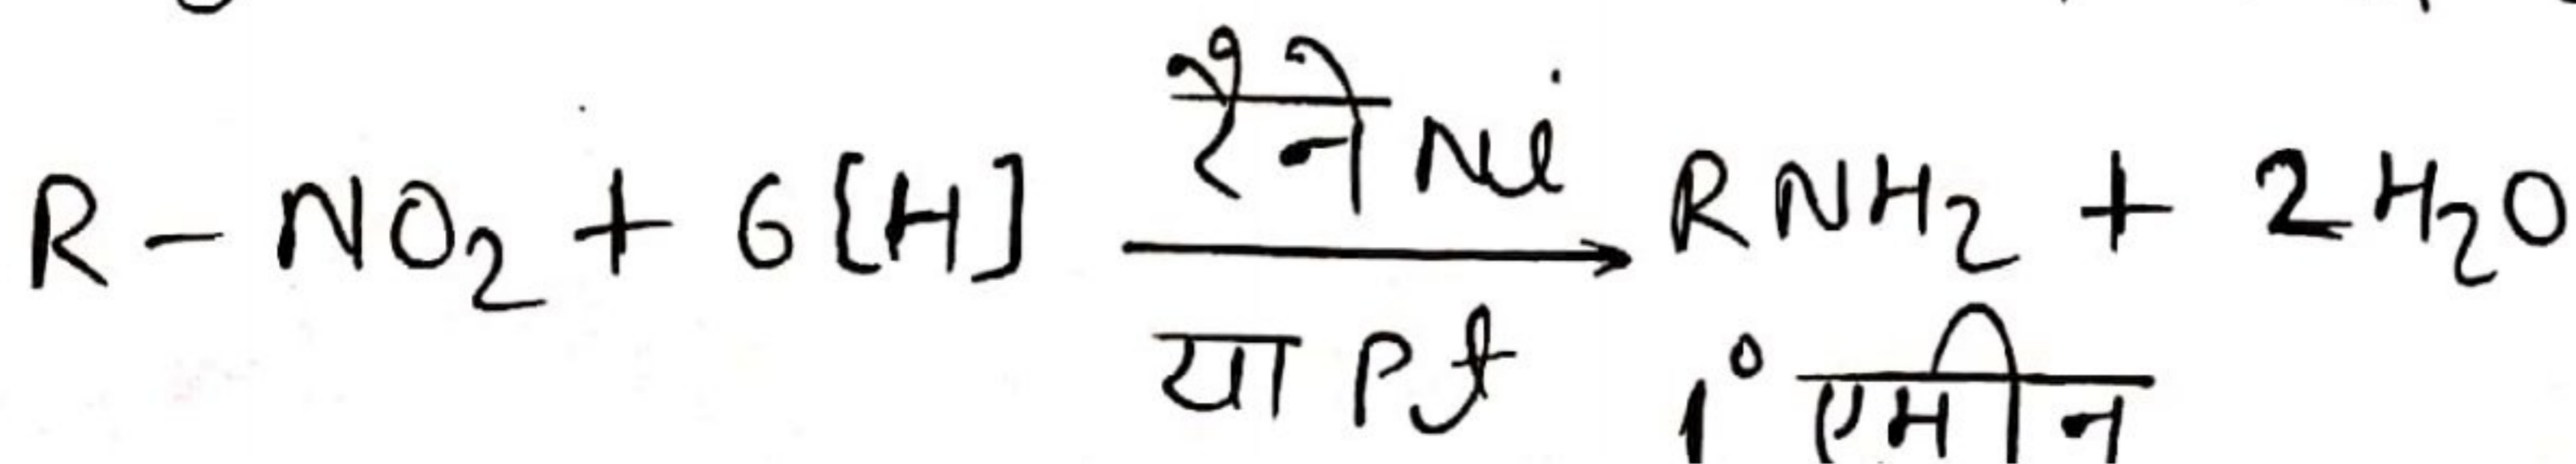 रैने Ni
R - NO₂ + 6[H] ⟶ RNH₂ + 2H₂O
या Pt
1° एमीन